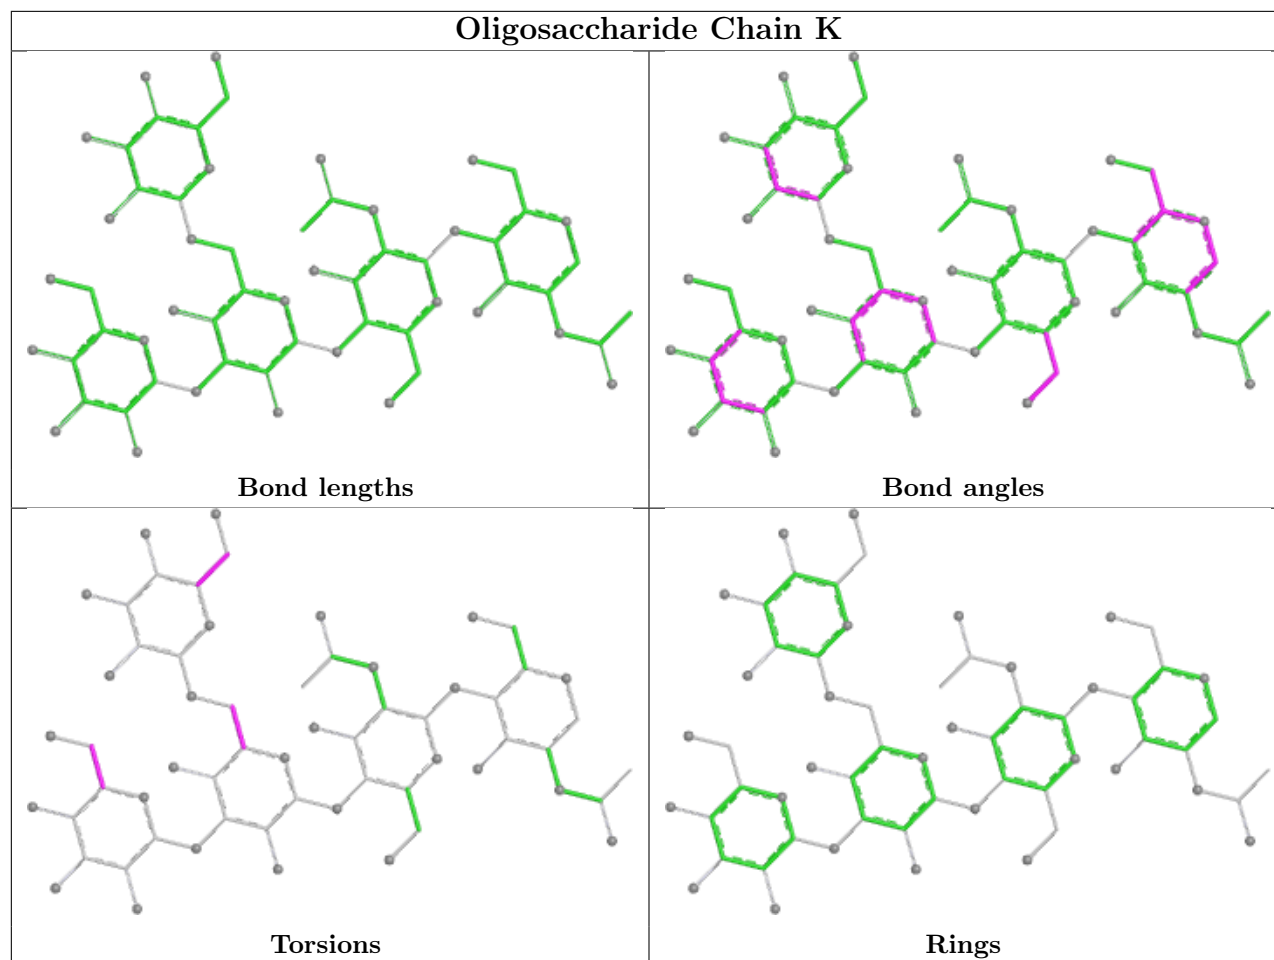 Oligosaccharide Chain K
Bond lengths
Bond angles
Torsions
Rings